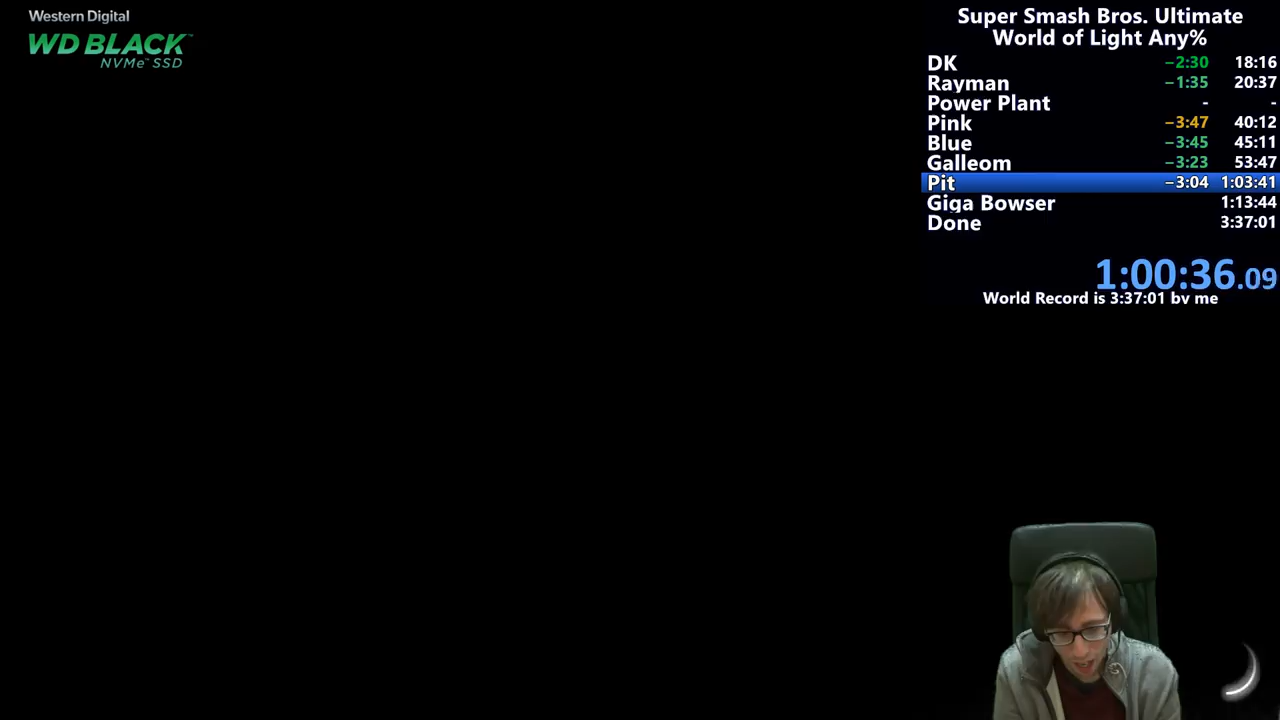 Western Digital
WD BLACK™
NVMe™ SSD
Super Smash Bros. Ultimate
World of Light Any%
DK −2:30 18:16
Rayman −1:35 20:37
Power Plant - -
Pink −3:47 40:12
Blue −3:45 45:11
Galleom −3:23 53:47
Pit −3:04 1:03:41
Giga Bowser 1:13:44
Done 3:37:01
1:00:36.09
World Record is 3:37:01 by me